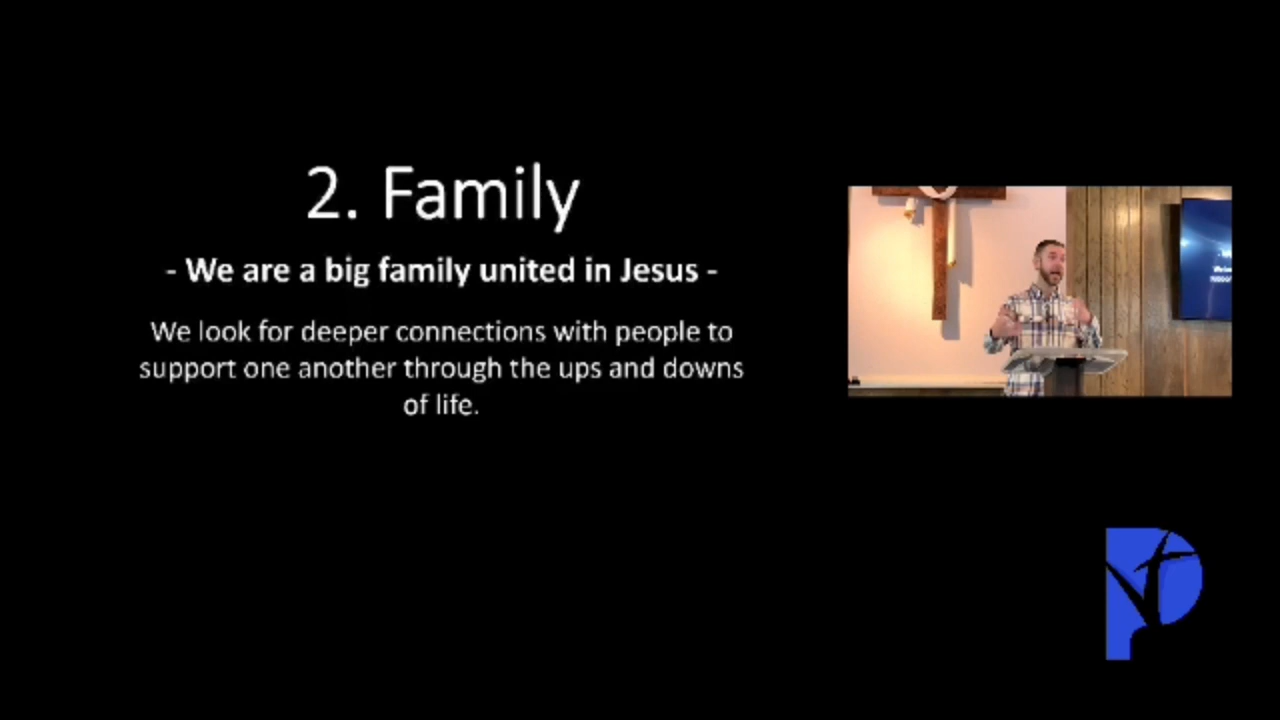 2. Family
- We are a big family united in Jesus -
We look for deeper connections with people to
support one another through the ups and downs
of life.